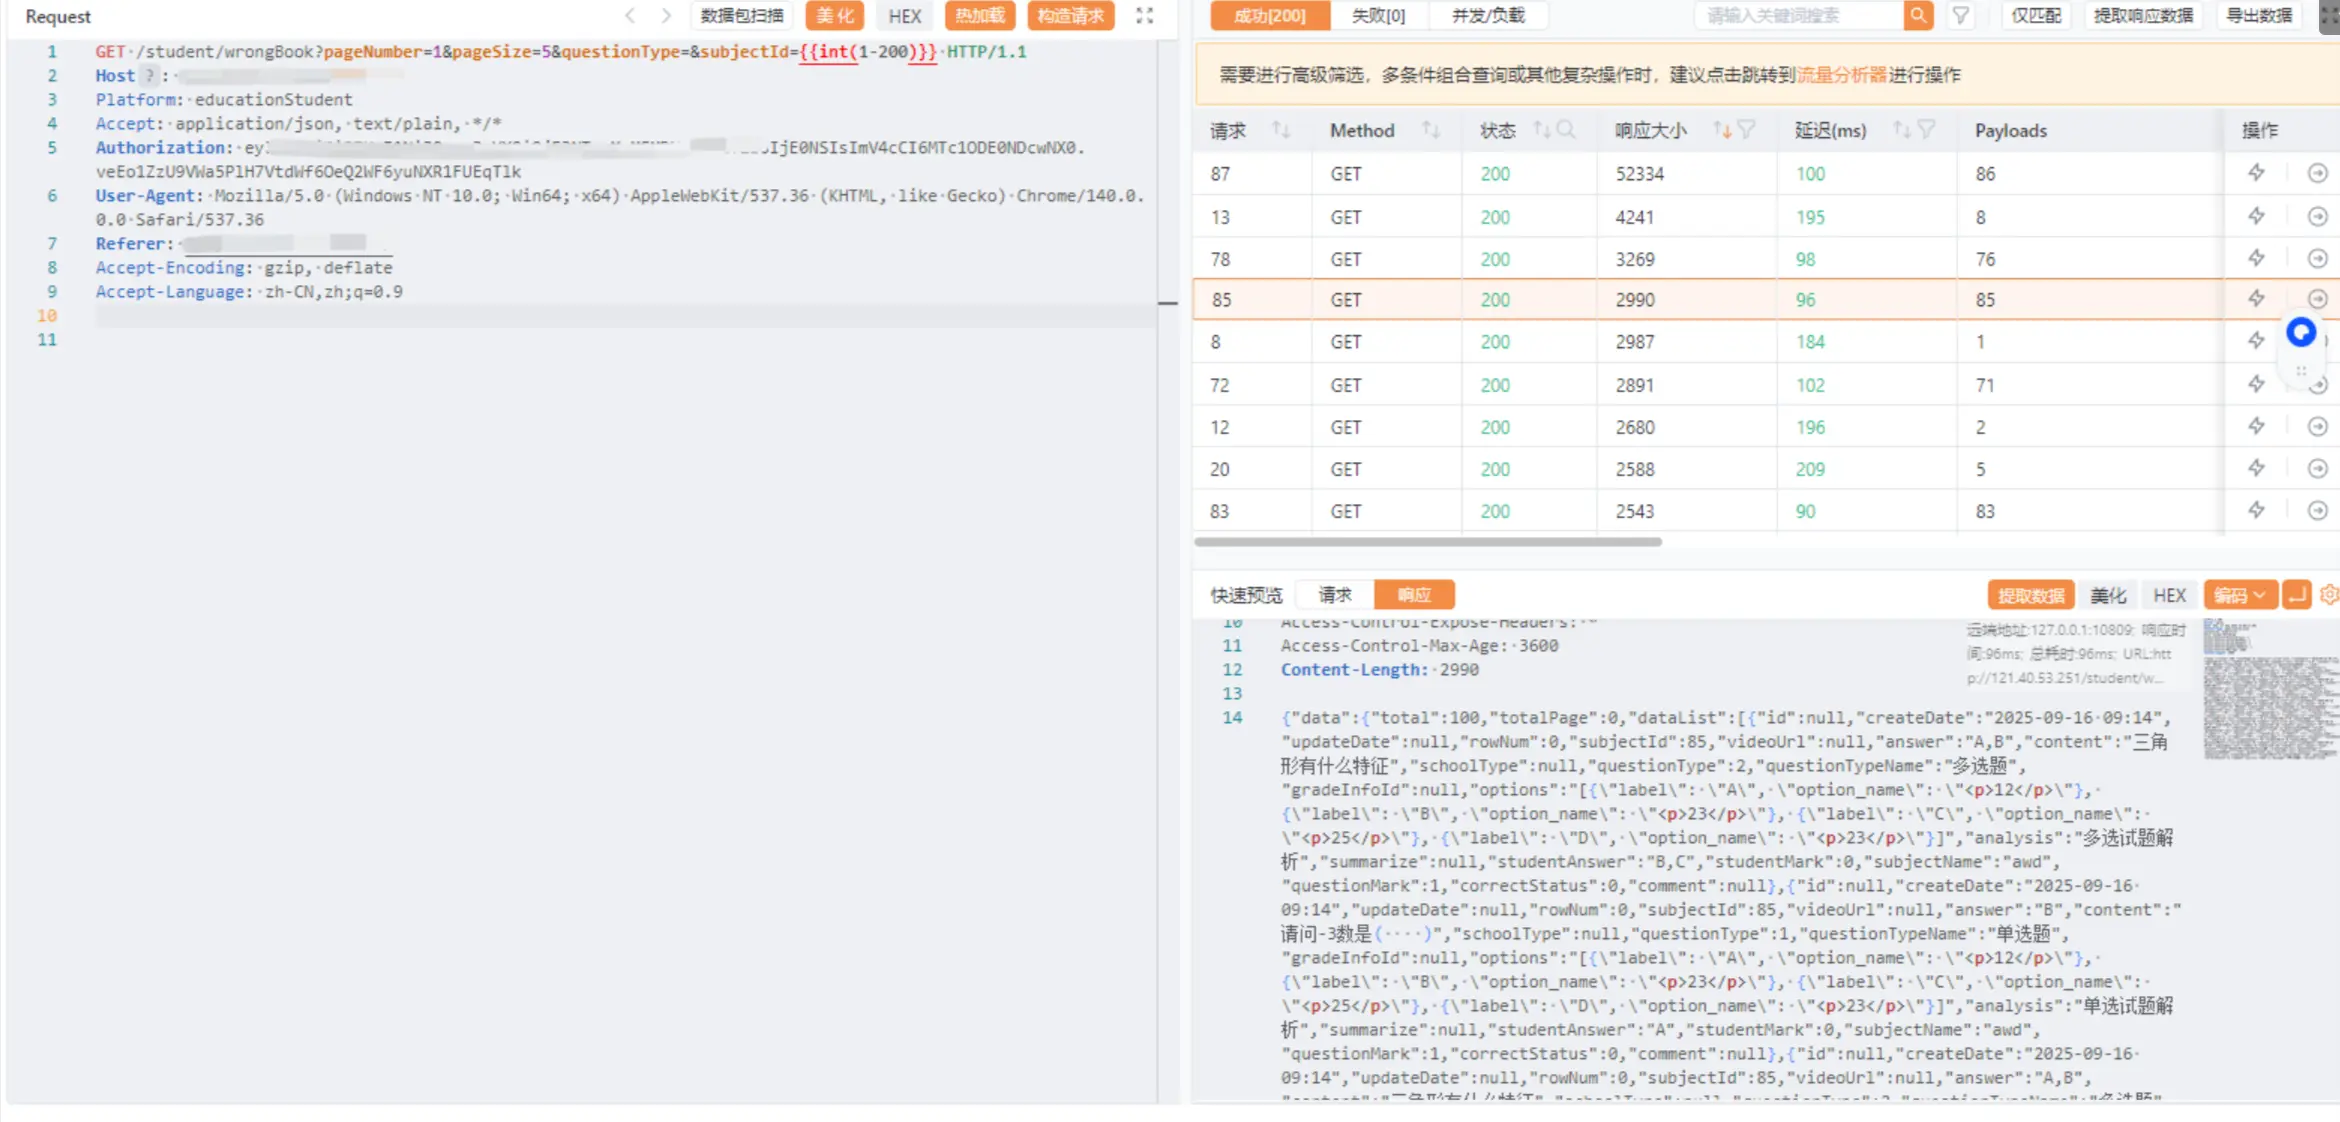 Request
数据包扫描 美化 HEX 热加载 构造请求
1 GET /student/wrongBook?pageNumber=1&pageSize=5&questionType=&subjectId={{int(1-200)}} HTTP/1.1
2 Host ? :
3 Platform: educationStudent
4 Accept: application/json, text/plain, */*
5 Authorization: ey
IjE0NSIsImV4cCI6MTc1ODE0NDcwNX0.
veEo1ZzU9VWa5PlH7VtdWf6OeQ2WF6yuNXR1FUEqTlk
6 User-Agent: Mozilla/5.0 (Windows NT 10.0; Win64; x64) AppleWebKit/537.36 (KHTML, like Gecko) Chrome/140.0.
0.0 Safari/537.36
7 Referer:
8 Accept-Encoding: gzip, deflate
9 Accept-Language: zh-CN,zh;q=0.9
10
11
成功[200] 失败[0] 并发/负载 请输入关键词搜索 仅匹配 提取响应数据 导出数据
需要进行高级筛选，多条件组合查询或其他复杂操作时，建议点击跳转到流量分析器进行操作
请求 Method 状态 响应大小 延迟(ms) Payloads 操作
87 GET 200 52334 100 86
13 GET 200 4241 195 8
78 GET 200 3269 98 76
85 GET 200 2990 96 85
8 GET 200 2987 184 1
72 GET 200 2891 102 71
12 GET 200 2680 196 2
20 GET 200 2588 209 5
83 GET 200 2543 90 83
快速预览 请求 响应 提取数据 美化 HEX 编码
10 Access-Control-Expose-Headers: *
11 Access-Control-Max-Age: 3600
12 Content-Length: 2990
13
远端地址:127.0.0.1:10809; 响应时
间:96ms; 总耗时:96ms; URL:htt
p://121.40.53.251/student/w...
14 {"data":{"total":100,"totalPage":0,"dataList":[{"id":null,"createDate":"2025-09-16 09:14",
"updateDate":null,"rowNum":0,"subjectId":85,"videoUrl":null,"answer":"A,B","content":"三角
形有什么特征","schoolType":null,"questionType":2,"questionTypeName":"多选题",
"gradeInfoId":null,"options":"[{\"label\": \"A\", \"option_name\": \"<p>12</p>\"},
{\"label\": \"B\", \"option_name\": \"<p>23</p>\"}, {\"label\": \"C\", \"option_name\":
\"<p>25</p>\"}, {\"label\": \"D\", \"option_name\": \"<p>23</p>\"}]","analysis":"多选试题解
析","summarize":null,"studentAnswer":"B,C","studentMark":0,"subjectName":"awd",
"questionMark":1,"correctStatus":0,"comment":null},{"id":null,"createDate":"2025-09-16
09:14","updateDate":null,"rowNum":0,"subjectId":85,"videoUrl":null,"answer":"B","content":"
请问-3数是(    )","schoolType":null,"questionType":1,"questionTypeName":"单选题",
"gradeInfoId":null,"options":"[{\"label\": \"A\", \"option_name\": \"<p>12</p>\"},
{\"label\": \"B\", \"option_name\": \"<p>23</p>\"}, {\"label\": \"C\", \"option_name\":
\"<p>25</p>\"}, {\"label\": \"D\", \"option_name\": \"<p>23</p>\"}]","analysis":"单选试题解
析","summarize":null,"studentAnswer":"A","studentMark":0,"subjectName":"awd",
"questionMark":1,"correctStatus":0,"comment":null},{"id":null,"createDate":"2025-09-16
09:14","updateDate":null,"rowNum":0,"subjectId":85,"videoUrl":null,"answer":"A,B",